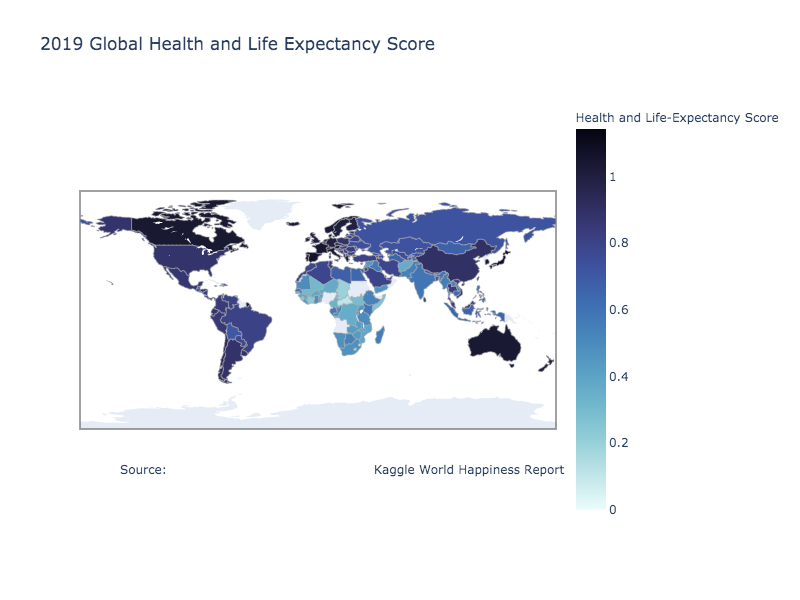 2019 Global Health and Life Expectancy Score
Health and Life-Expectancy Score
1
0.8
0.6
0.4
0.2
0
Source: Kaggle World Happiness Report